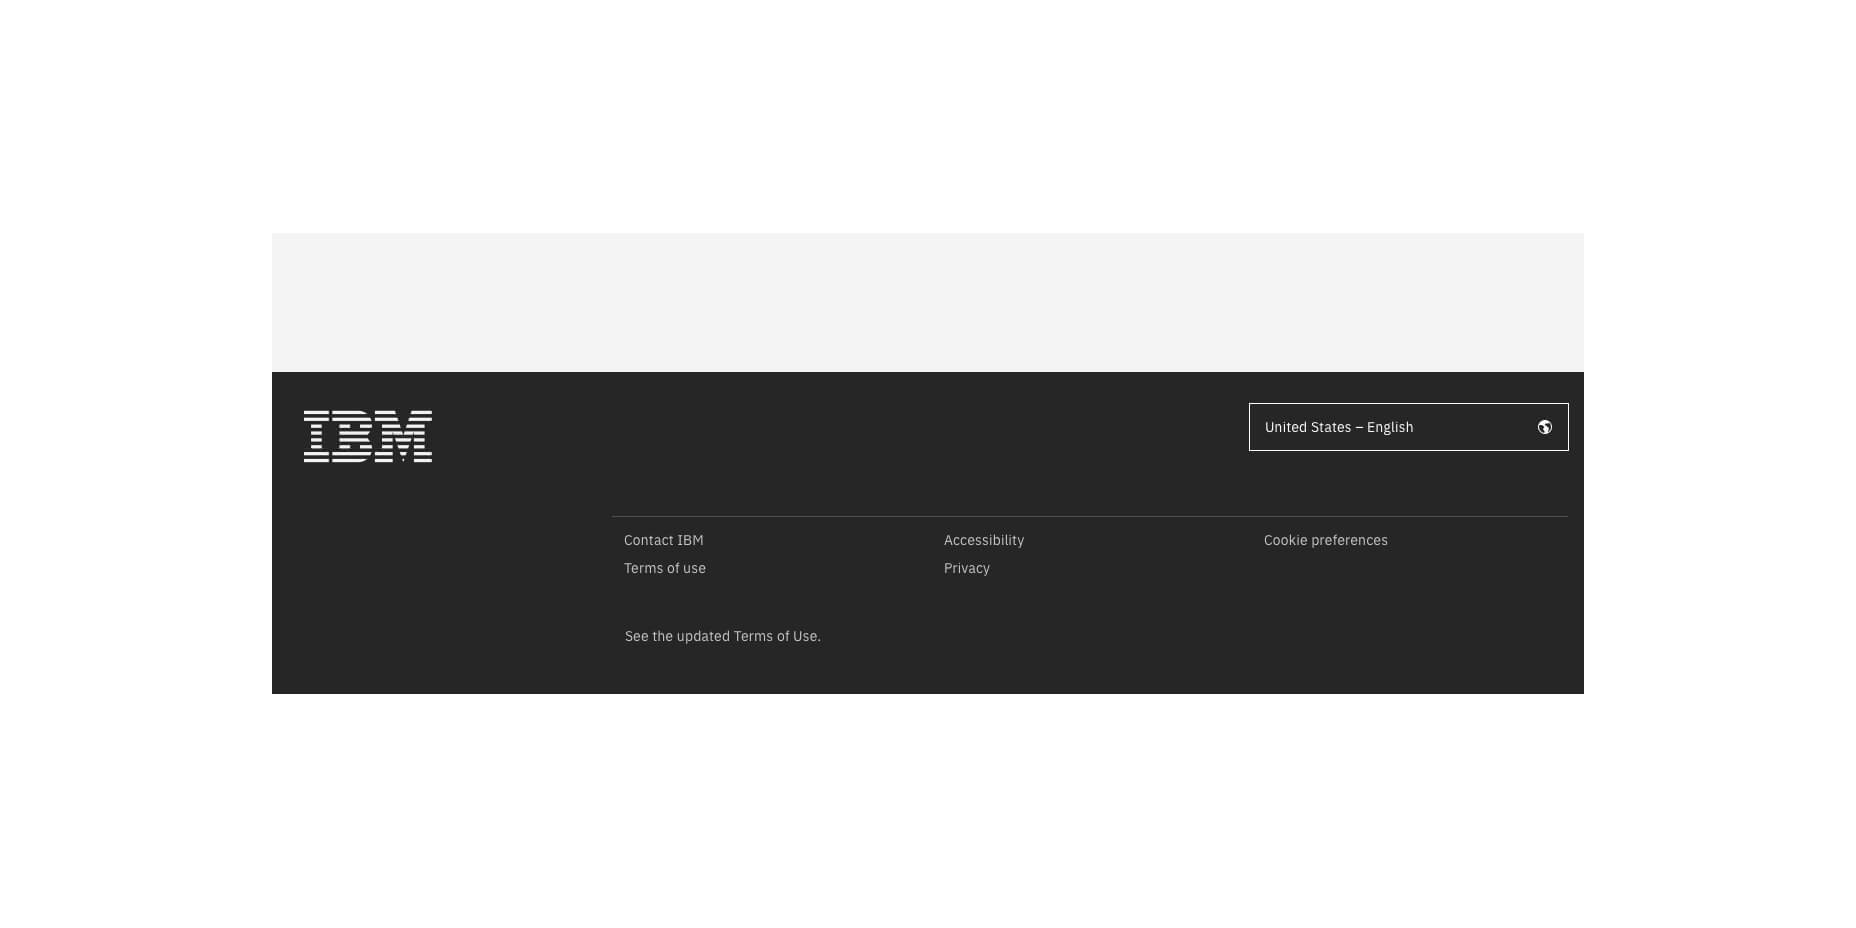 IBM
United States – English
Contact IBM
Accessibility
Cookie preferences
Terms of use
Privacy
See the updated Terms of Use.